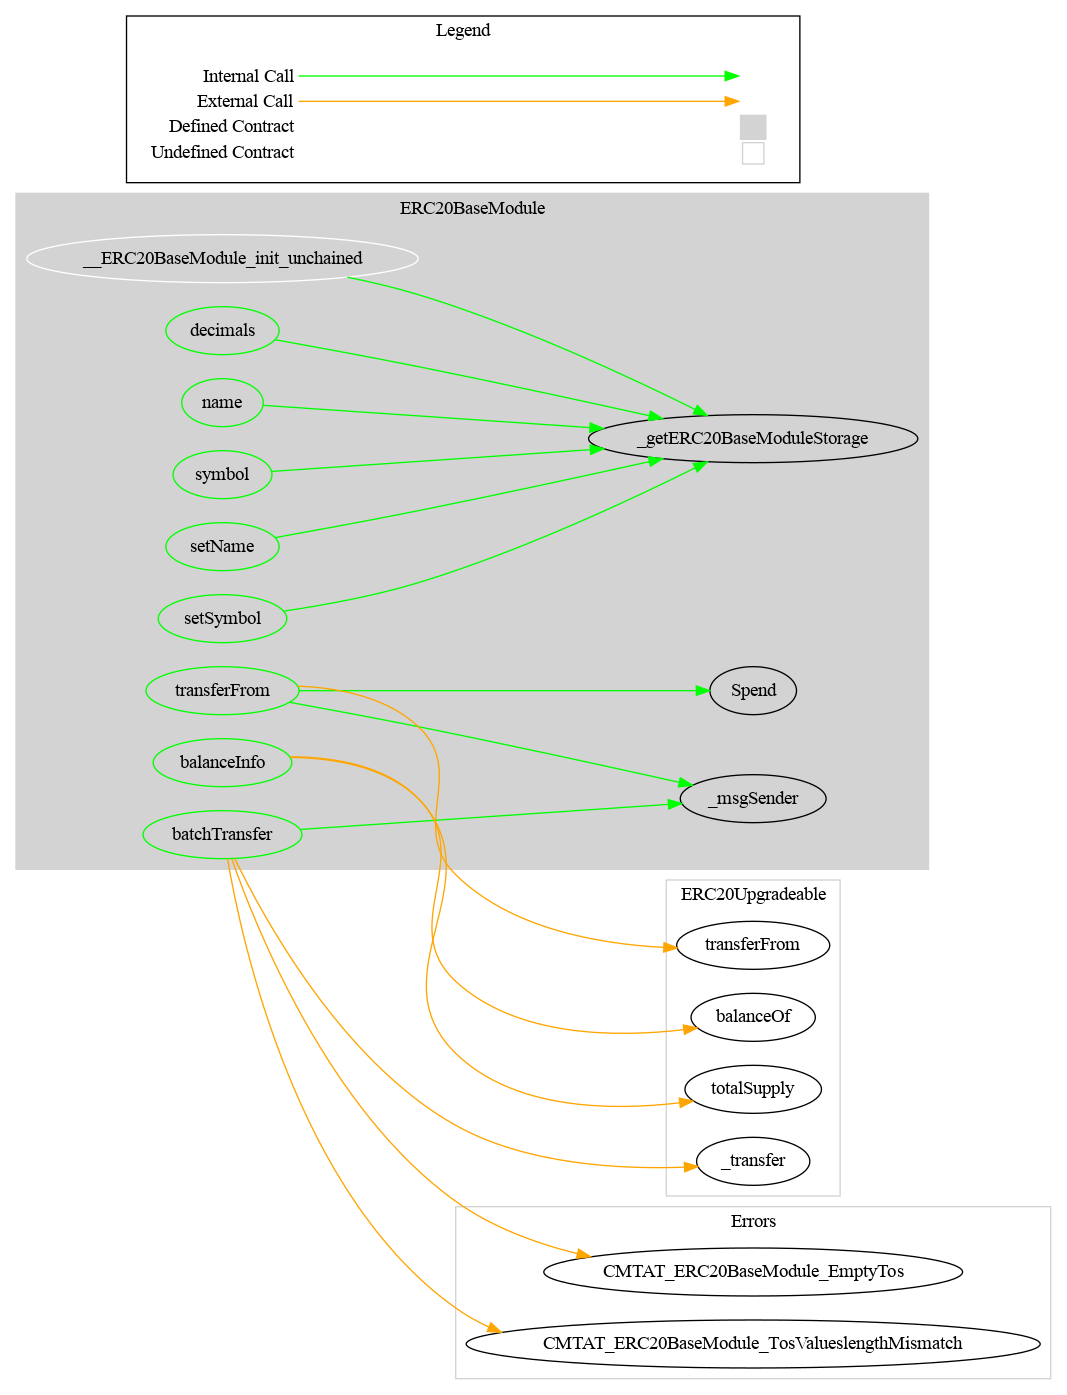 Legend
Internal Call
External Call
Defined Contract
Undefined Contract
ERC20BaseModule
__ERC20BaseModule_init_unchained
decimals
name
_getERC20BaseModuleStorage
symbol
setName
setSymbol
transferFrom
Spend
balanceInfo
_msgSender
batchTransfer
ERC20Upgradeable
transferFrom
balanceOf
totalSupply
_transfer
Errors
CMTAT_ERC20BaseModule_EmptyTos
CMTAT_ERC20BaseModule_TosValueslengthMismatch